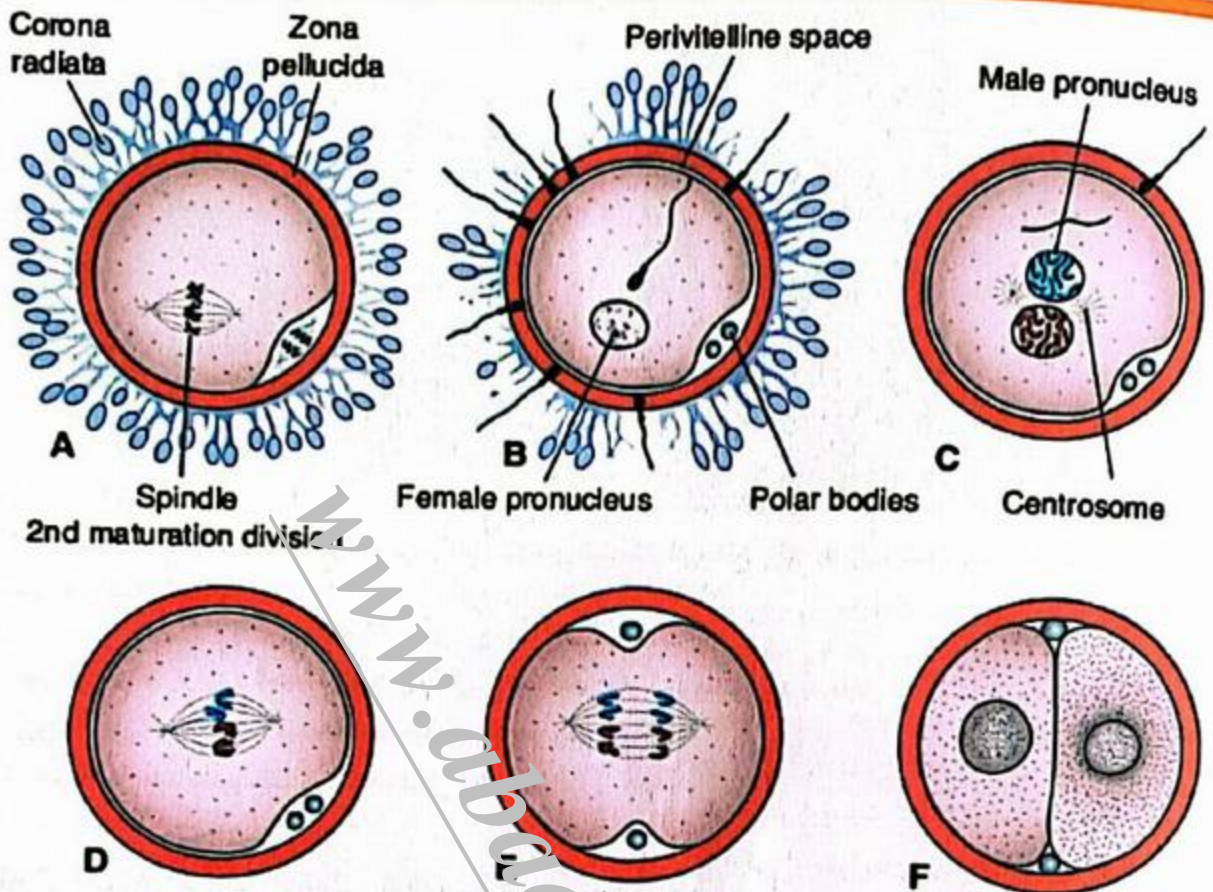 Corona
radiata
Zona
pellucida
Perivitelline space
Male pronucleus
A
B
C
Spindle
2nd maturation division
Female pronucleus
Polar bodies
Centrosome
D
E
F